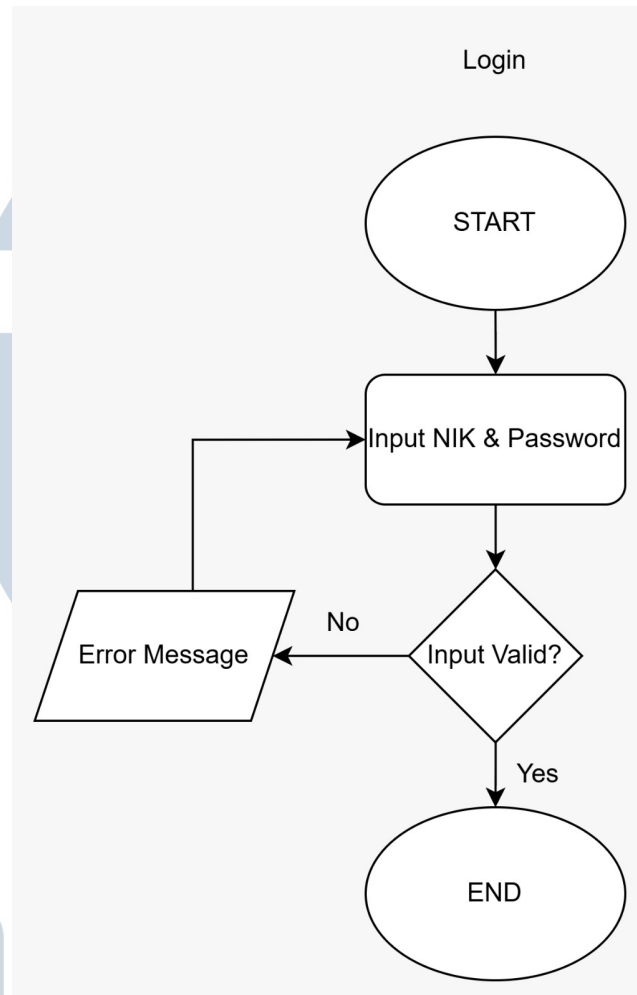 Login
START
Input NIK & Password
Error Message
No
Input Valid?
Yes
END